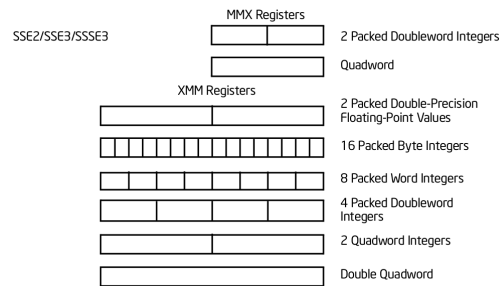 MMX Registers
SSE2/SSE3/SSSE3
2 Packed Doubleword Integers
Quadword
XMM Registers
2 Packed Double-Precision
Floating-Point Values
16 Packed Byte Integers
8 Packed Word Integers
4 Packed Doubleword
Integers
2 Quadword Integers
Double Quadword